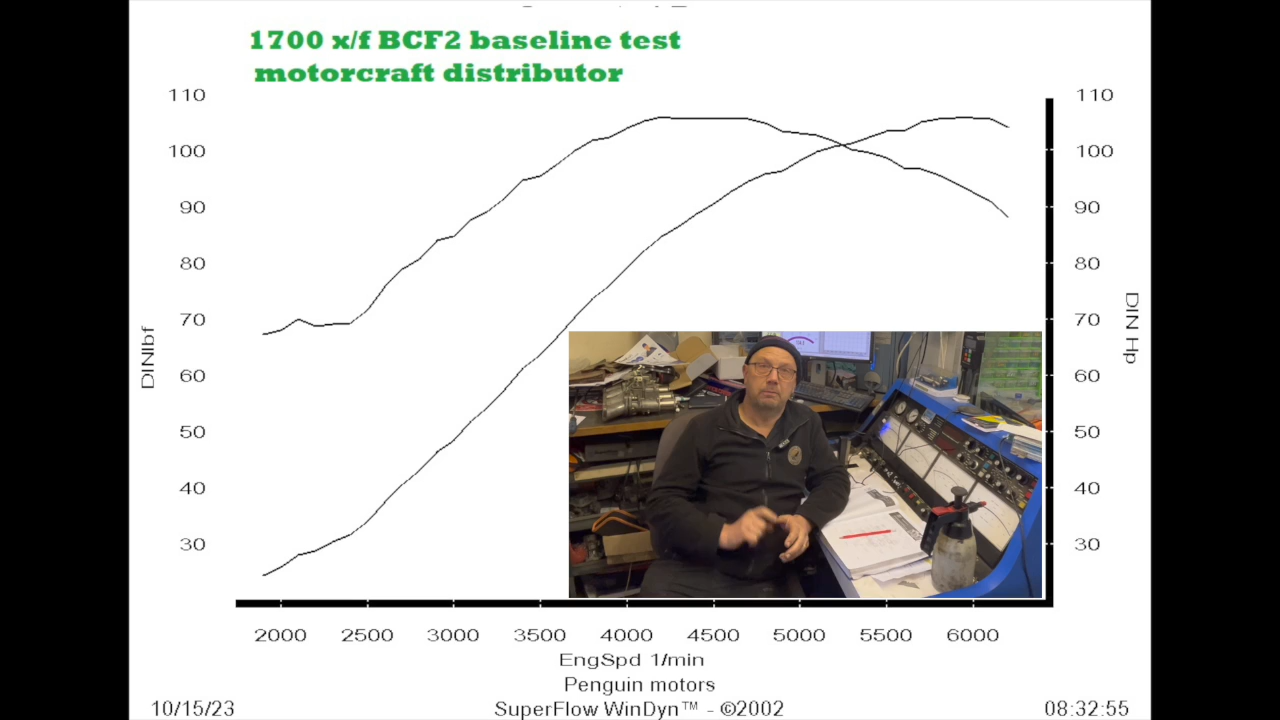 1700 x/f BCF2 baseline test
motorcraft distributor
110 110
100 100
90 90
80 80
70 70
60 60
50 50
40 40
30 30
DINlbf
DIN Hp
2000 2500 3000 3500 4000 4500 5000 5500 6000
EngSpd 1/min
Penguin motors
10/15/23 SuperFlow WinDyn™ - ©2002 08:32:55